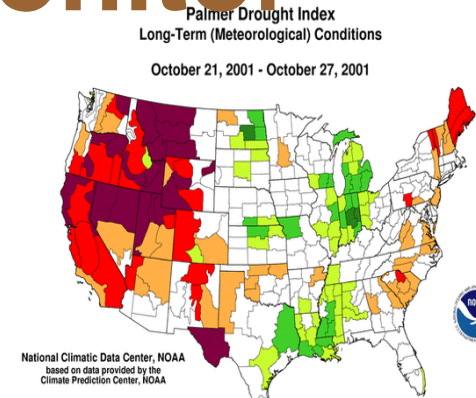 Palmer Drought Index
Long-Term (Meteorological) Conditions
October 21, 2001 - October 27, 2001
National Climatic Data Center, NOAA
based on data provided by the
Climate Prediction Center, NOAA